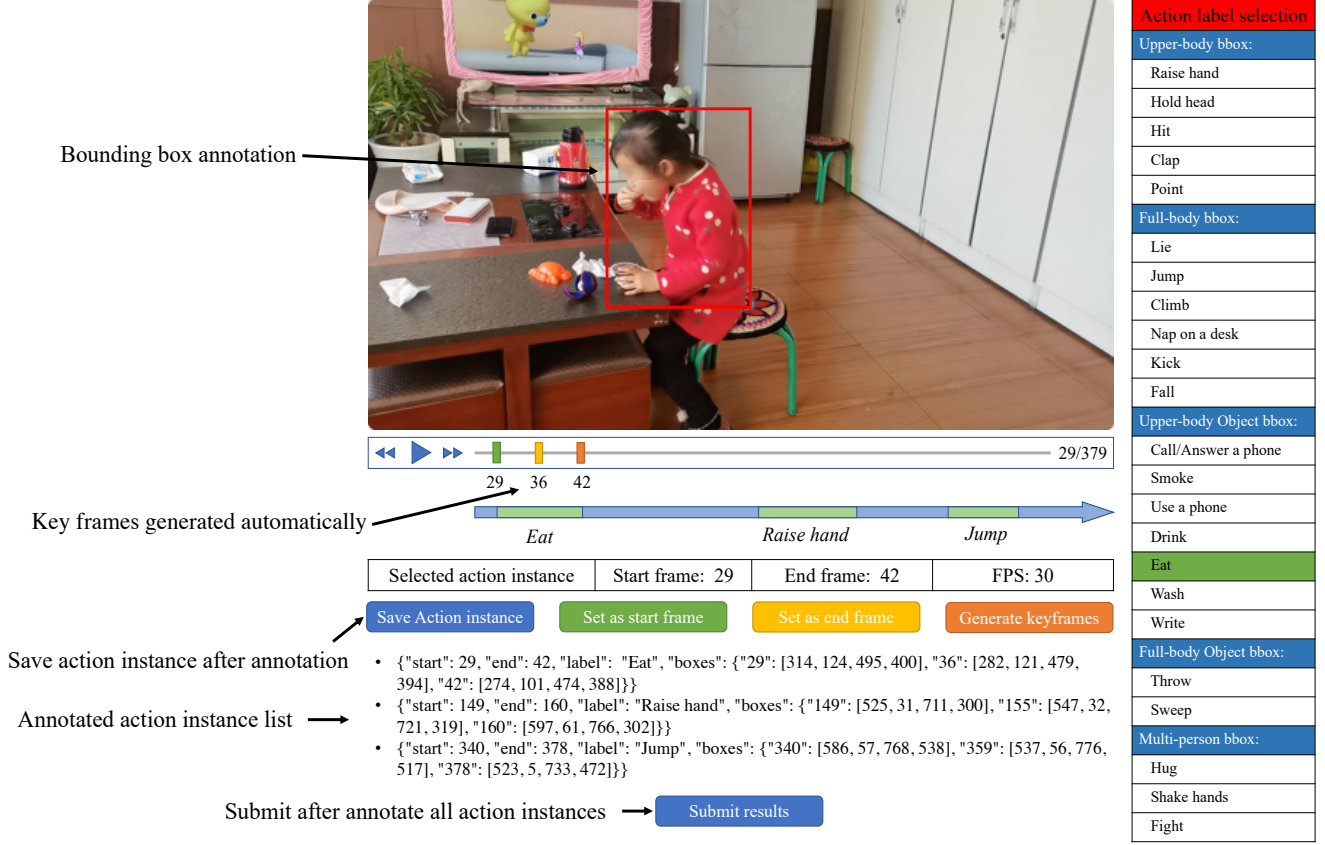 Bounding box annotation
29/379
29 36 42
Key frames generated automatically
Eat Raise hand Jump
Selected action instance Start frame: 29 End frame: 42 FPS: 30
Save Action instance Set as start frame Set as end frame Generate keyframes
Save action instance after annotation
Annotated action instance list
• {"start": 29, "end": 42, "label": "Eat", "boxes": {"29": [314, 124, 495, 400], "36": [282, 121, 479,
394], "42": [274, 101, 474, 388]}}
• {"start": 149, "end": 160, "label": "Raise hand", "boxes": {"149": [525, 31, 711, 300], "155": [547, 32,
721, 319], "160": [597, 61, 766, 302]}}
• {"start": 340, "end": 378, "label": "Jump", "boxes": {"340": [586, 57, 768, 538], "359": [537, 56, 776,
517], "378": [523, 5, 733, 472]}}
Submit after annotate all action instances
Submit results
Action label selection
Upper-body bbox:
Raise hand
Hold head
Hit
Clap
Point
Full-body bbox:
Lie
Jump
Climb
Nap on a desk
Kick
Fall
Upper-body Object bbox:
Call/Answer a phone
Smoke
Use a phone
Drink
Eat
Wash
Write
Full-body Object bbox:
Throw
Sweep
Multi-person bbox:
Hug
Shake hands
Fight